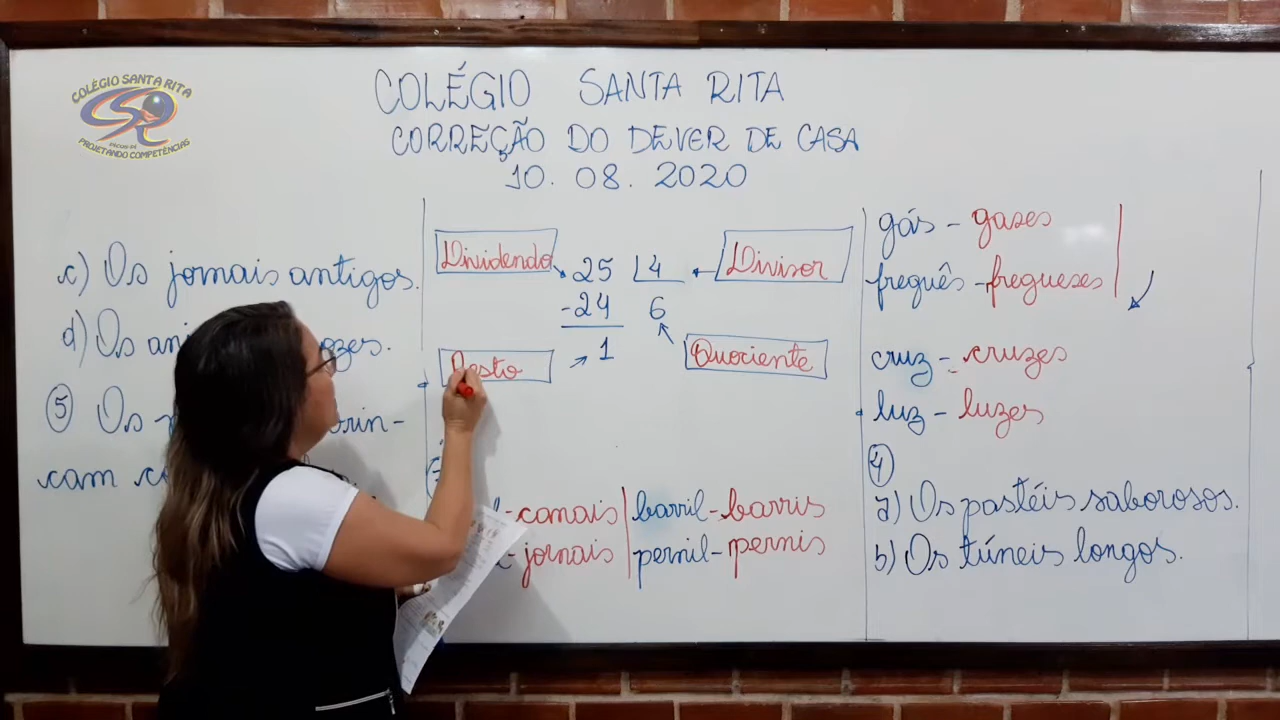 COLÉGIO SANTA RITA
PROJETANDO COMPETÊNCIAS
COLÉGIO SANTA RITA
CORREÇÃO DO DEVER DE CASA
10. 08. 2020
c) Os jornais antigos.
d) Os
5 Os
cam
Dividendo
25 4
Divisor
-24 6
1
Resto
Quociente
-canais barril-barris
-jornais pernil-pernis
gás - gases
freguês - fregueses
cruz - cruzes
luz - luzes
4
a) Os pastéis saborosos.
b) Os túneis longos.